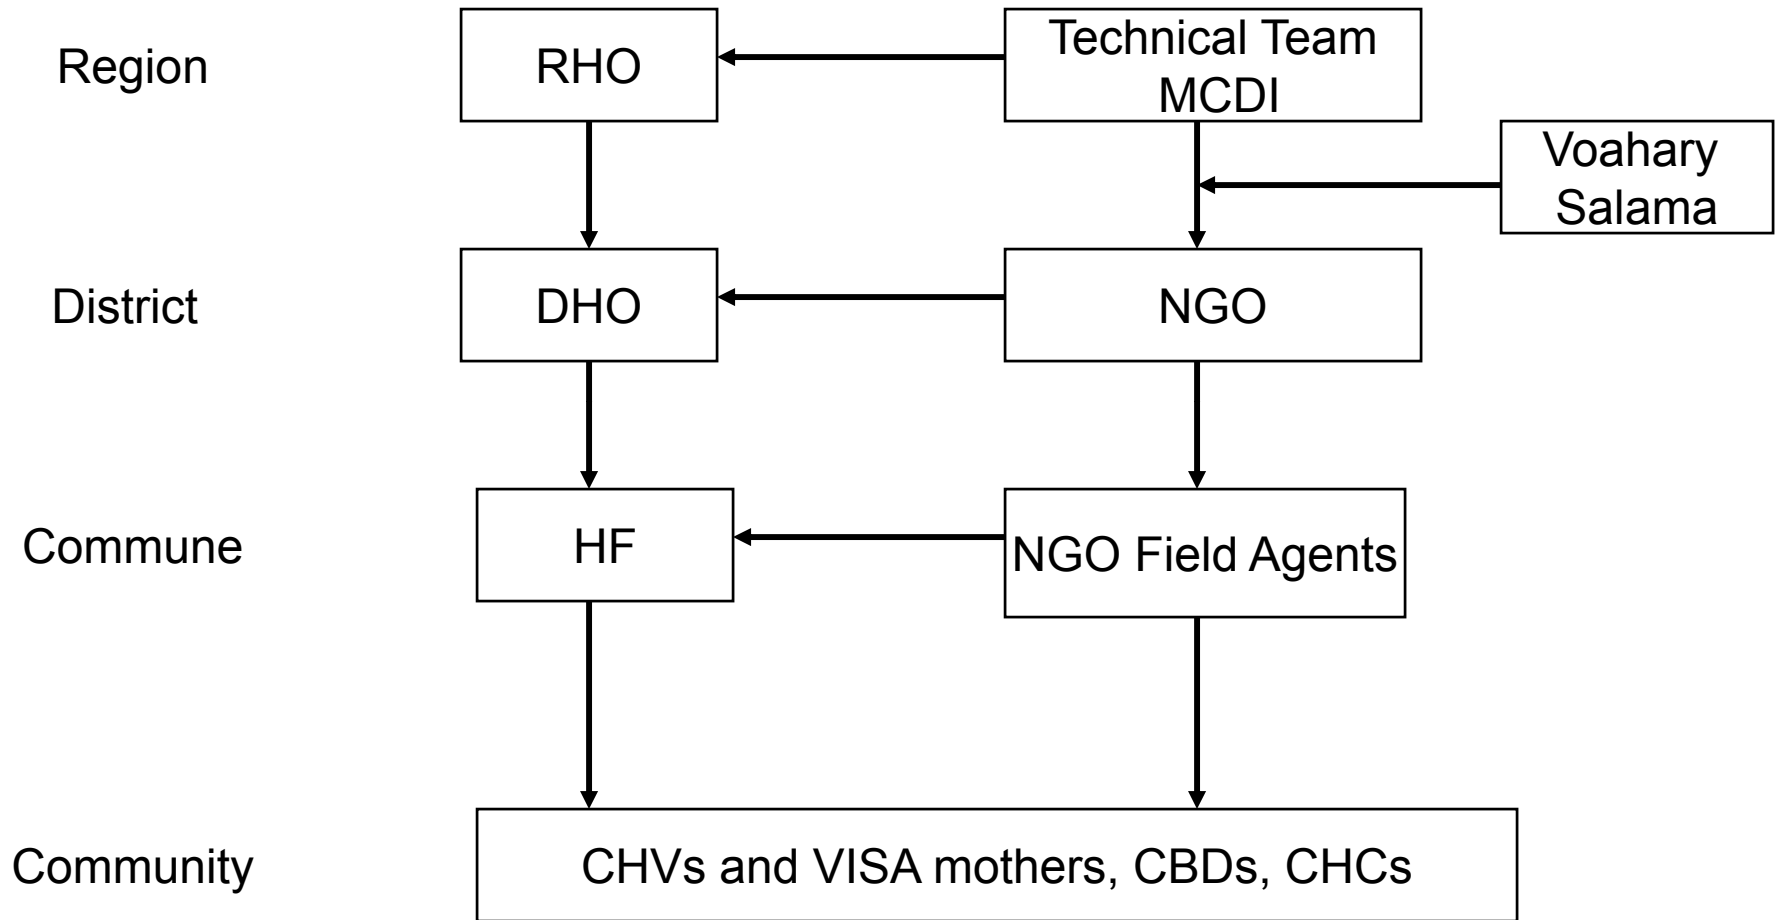 Region
RHO
Technical Team
MCDI
Voahary
Salama
District
DHO
NGO
Commune
HF
NGO Field Agents
Community
CHVs and VISA mothers, CBDs, CHCs